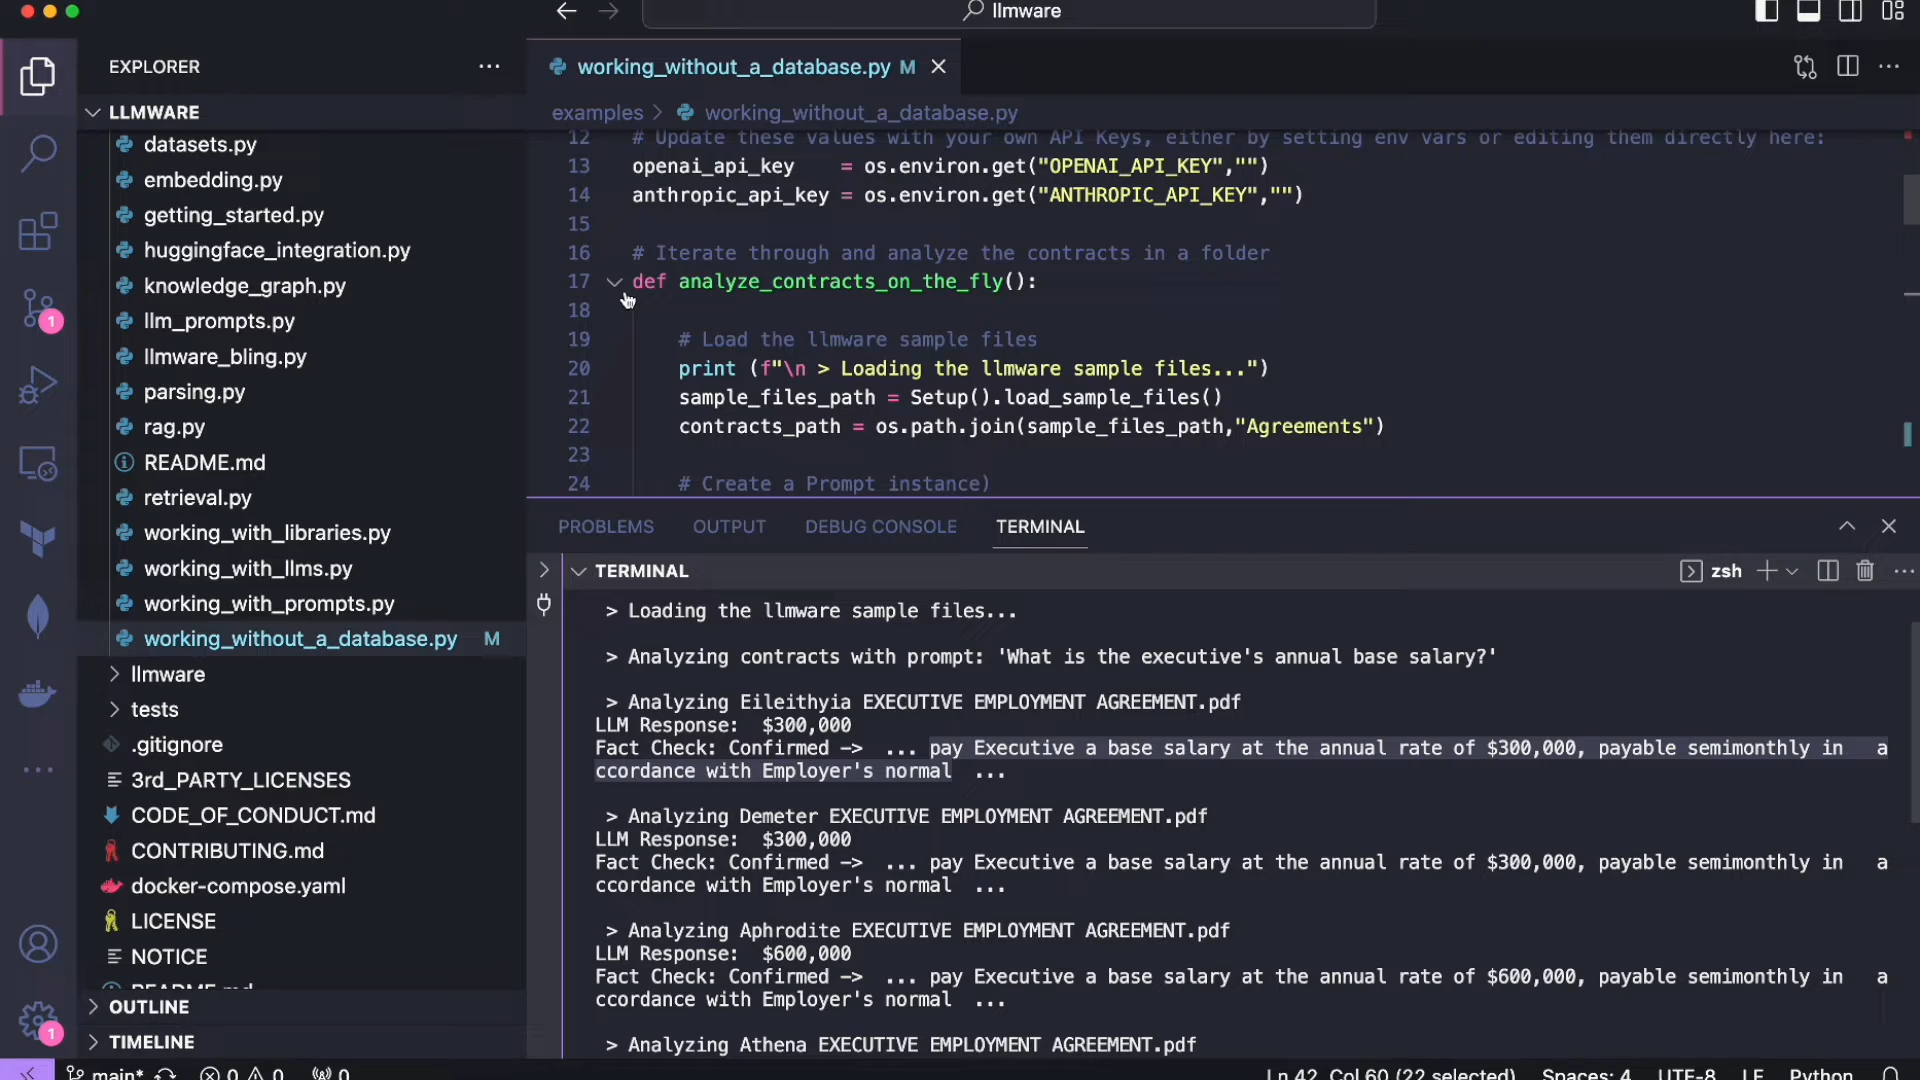 llmware
EXPLORER
LLMWARE
datasets.py
embedding.py
getting_started.py
huggingface_integration.py
knowledge_graph.py
llm_prompts.py
llmware_bling.py
parsing.py
rag.py
README.md
retrieval.py
working_with_libraries.py
working_with_llms.py
working_with_prompts.py
working_without_a_database.py M
llmware
tests
.gitignore
3rd_PARTY_LICENSES
CODE_OF_CONDUCT.md
CONTRIBUTING.md
docker-compose.yaml
LICENSE
NOTICE
README.md
OUTLINE
TIMELINE
1
1
working_without_a_database.py M
examples > working_without_a_database.py
12 # Update these values with your own API Keys, either by setting env vars or editing them directly here:
13 openai_api_key    = os.environ.get("OPENAI_API_KEY","")
14 anthropic_api_key = os.environ.get("ANTHROPIC_API_KEY","")
15
16 # Iterate through and analyze the contracts in a folder
17 def analyze_contracts_on_the_fly():
18
19     # Load the llmware sample files
20     print (f"\n > Loading the llmware sample files...")
21     sample_files_path = Setup().load_sample_files()
22     contracts_path = os.path.join(sample_files_path,"Agreements")
23
24     # Create a Prompt instance)
PROBLEMS OUTPUT DEBUG CONSOLE TERMINAL
TERMINAL zsh
> Loading the llmware sample files...
> Analyzing contracts with prompt: 'What is the executive's annual base salary?'
> Analyzing Eileithyia EXECUTIVE EMPLOYMENT AGREEMENT.pdf
LLM Response:  $300,000
Fact Check: Confirmed ->  ... pay Executive a base salary at the annual rate of $300,000, payable semimonthly in   a
ccordance with Employer's normal  ...
> Analyzing Demeter EXECUTIVE EMPLOYMENT AGREEMENT.pdf
LLM Response:  $300,000
Fact Check: Confirmed ->  ... pay Executive a base salary at the annual rate of $300,000, payable semimonthly in   a
ccordance with Employer's normal  ...
> Analyzing Aphrodite EXECUTIVE EMPLOYMENT AGREEMENT.pdf
LLM Response:  $600,000
Fact Check: Confirmed ->  ... pay Executive a base salary at the annual rate of $600,000, payable semimonthly in   a
ccordance with Employer's normal  ...
> Analyzing Athena EXECUTIVE EMPLOYMENT AGREEMENT.pdf
main* 0 0 0 Ln 42, Col 60 (22 selected) Spaces: 4 UTF-8 LF Python